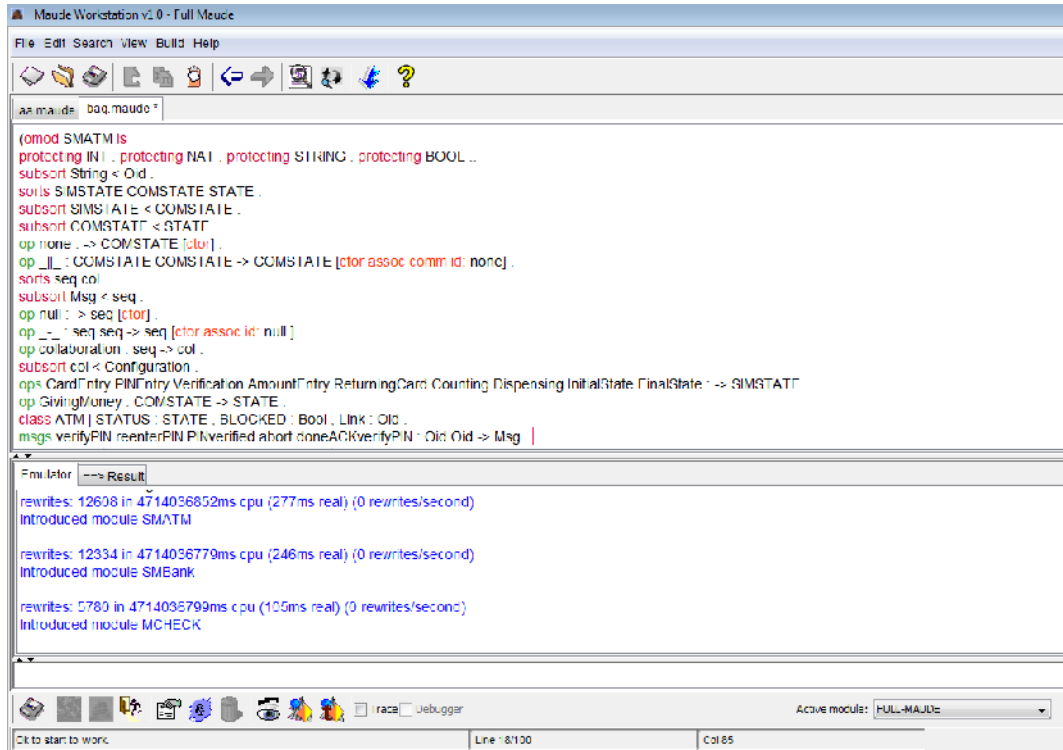 Maude Workstation v1.0 - Full Maude
File Edit Search View Build Help
aa.maude bag.maude *
(omod SMATM is
protecting INT . protecting NAT . protecting STRING . protecting BOOL ..
subsort String < Oid .
sorts SIMSTATE COMSTATE STATE .
subsort SIMSTATE < COMSTATE .
subsort COMSTATE < STATE
op none : -> COMSTATE [ctor] .
op _||_ : COMSTATE COMSTATE -> COMSTATE [ctor assoc comm id: none] .
sorts seq col
subsort Msg < seq .
op null : -> seq [ctor] .
op _-_ : seq seq -> seq [ctor assoc id: null ]
op collaboration : seq -> col .
subsort col < Configuration .
ops CardEntry PINEntry Verification AmountEntry ReturningCard Counting Dispensing InitialState FinalState : -> SIMSTATE
op GivingMoney : COMSTATE -> STATE .
class ATM | STATUS : STATE , BLOCKED : Bool , Link : Oid .
msgs verifyPIN reenterPIN PINverified abort doneACKverifyPIN : Oid Oid -> Msg
Emulator ==> Result
rewrites: 12608 in 4714036852ms cpu (277ms real) (0 rewrites/second)
Introduced module SMATM
rewrites: 12334 in 4714036779ms cpu (246ms real) (0 rewrites/second)
Introduced module SMBank
rewrites: 5780 in 4714036799ms cpu (105ms real) (0 rewrites/second)
Introduced module MCHECK
Trace Debugger Active module: FULL-MAUDE
Ok to start to work. Line 18/100 Col 85